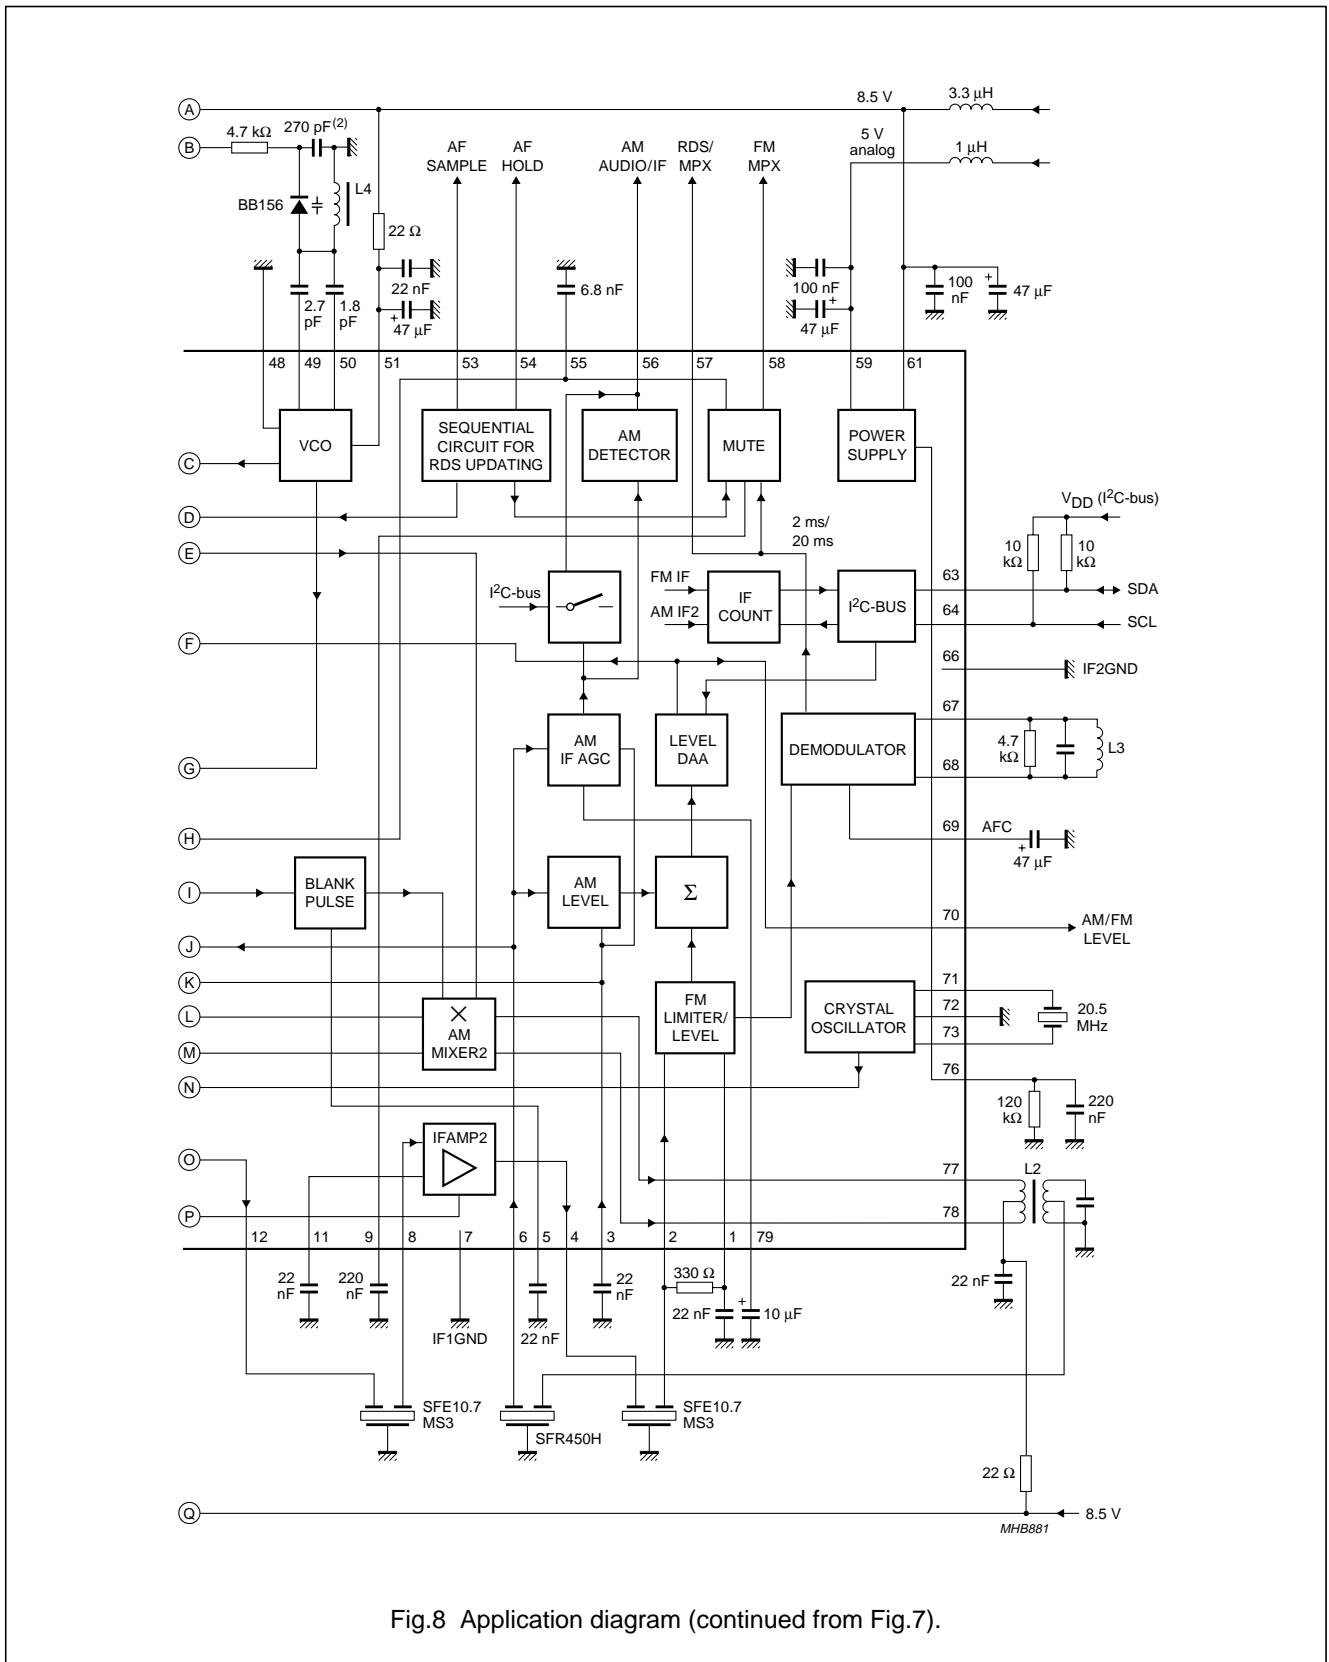 A
8.5 V
3.3 μH
B
4.7 kΩ
270 pF(2)
AF
SAMPLE
AF
HOLD
AM
AUDIO/IF
RDS/
MPX
FM
MPX
5 V
analog
1 μH
BB156
L4
22 Ω
22 nF
47 μF
+
2.7
pF
1.8
pF
6.8 nF
100 nF
47 μF
+
100
nF
+
47 μF
48
49
50
51
53
54
55
56
57
58
59
61
VCO
SEQUENTIAL
CIRCUIT FOR
RDS UPDATING
AM
DETECTOR
MUTE
POWER
SUPPLY
C
D
E
2 ms/
20 ms
VDD (I2C-bus)
10
kΩ
10
kΩ
I2C-bus
FM IF
AM IF2
IF
COUNT
I2C-BUS
63
SDA
64
SCL
F
66
IF2GND
67
AM
IF AGC
LEVEL
DAA
DEMODULATOR
4.7
kΩ
L3
68
G
69
AFC
+
47 μF
H
I
BLANK
PULSE
AM
LEVEL
Σ
70
AM/FM
LEVEL
J
K
71
L
AM
MIXER2
FM
LIMITER/
LEVEL
CRYSTAL
OSCILLATOR
72
20.5
MHz
73
M
76
N
120
kΩ
220
nF
IFAMP2
O
77
L2
P
78
12
11
9
8
7
6
5
4
3
2
1
79
22
nF
220
nF
IF1GND
22 nF
22
nF
330 Ω
22 nF
+
10 μF
22 nF
SFE10.7
MS3
SFR450H
SFE10.7
MS3
22 Ω
Q
8.5 V
MHB881
Fig.8 Application diagram (continued from Fig.7).